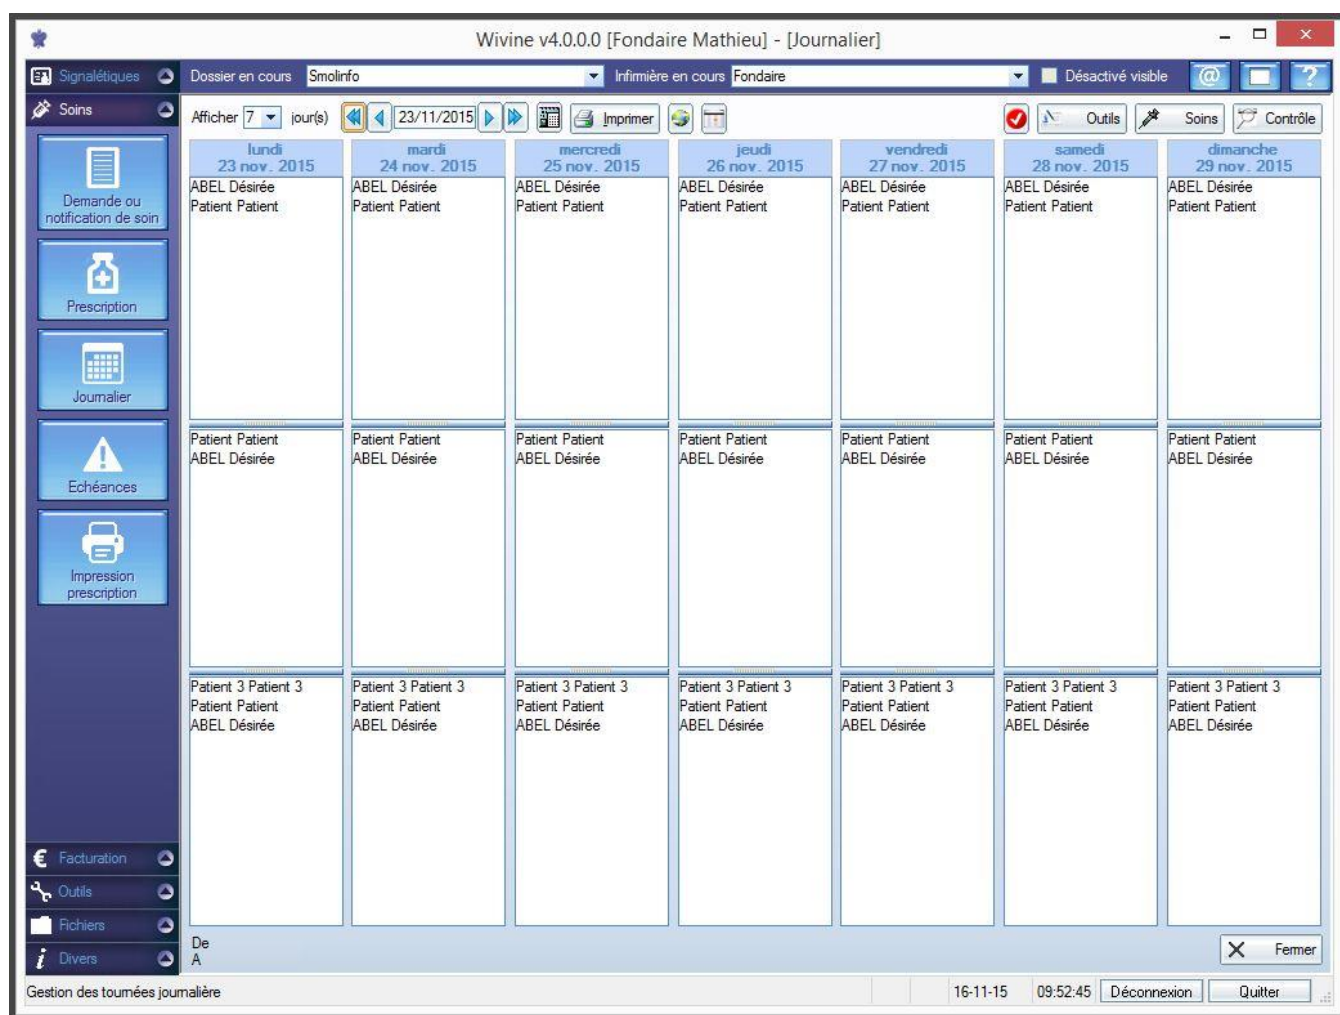 Wivine v4.0.0.0 [Fondaire Mathieu] - [Journalier]
Signalétiques
Dossier en cours Smolinfo Infirmière en cours Fondaire Désactivé visible @ ?
Soins
Afficher 7 jour(s) 23/11/2015 Imprimer Outils Soins Contrôle
Demande ou
notification de soin
Prescription
Journalier
Echéances
Impression
prescription
lundi mardi mercredi jeudi vendredi samedi dimanche
23 nov. 2015 24 nov. 2015 25 nov. 2015 26 nov. 2015 27 nov. 2015 28 nov. 2015 29 nov. 2015
ABEL Désirée ABEL Désirée ABEL Désirée ABEL Désirée ABEL Désirée ABEL Désirée ABEL Désirée
Patient Patient Patient Patient Patient Patient Patient Patient Patient Patient Patient Patient Patient Patient
Patient Patient Patient Patient Patient Patient Patient Patient Patient Patient Patient Patient Patient Patient
ABEL Désirée ABEL Désirée ABEL Désirée ABEL Désirée ABEL Désirée ABEL Désirée ABEL Désirée
Patient 3 Patient 3 Patient 3 Patient 3 Patient 3 Patient 3 Patient 3 Patient 3 Patient 3 Patient 3 Patient 3 Patient 3 Patient 3 Patient 3
Patient Patient Patient Patient Patient Patient Patient Patient Patient Patient Patient Patient Patient Patient
ABEL Désirée ABEL Désirée ABEL Désirée ABEL Désirée ABEL Désirée ABEL Désirée ABEL Désirée
€ Facturation
Outils
Fichiers
i Divers
De
A
Fermer
Gestion des tournées journalière 16-11-15 09:52:45 Déconnexion Quitter